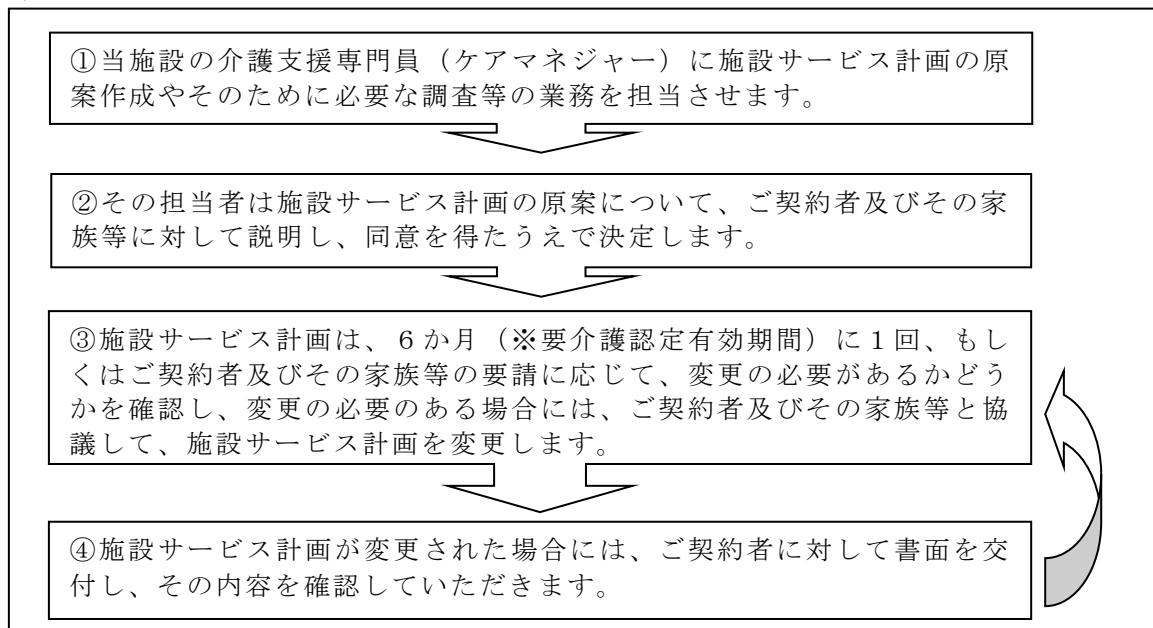 ①当施設の介護支援専門員（ケアマネジャー）に施設サービス計画の原
案作成やそのために必要な調査等の業務を担当させます。
②その担当者は施設サービス計画の原案について、ご契約者及びその家
族等に対して説明し、同意を得たうえで決定します。
③施設サービス計画は、６か月（※要介護認定有効期間）に１回、もし
くはご契約者及びその家族等の要請に応じて、変更の必要があるかどう
かを確認し、変更の必要のある場合には、ご契約者及びその家族等と協
議して、施設サービス計画を変更します。
④施設サービス計画が変更された場合には、ご契約者に対して書面を交
付し、その内容を確認していただきます。